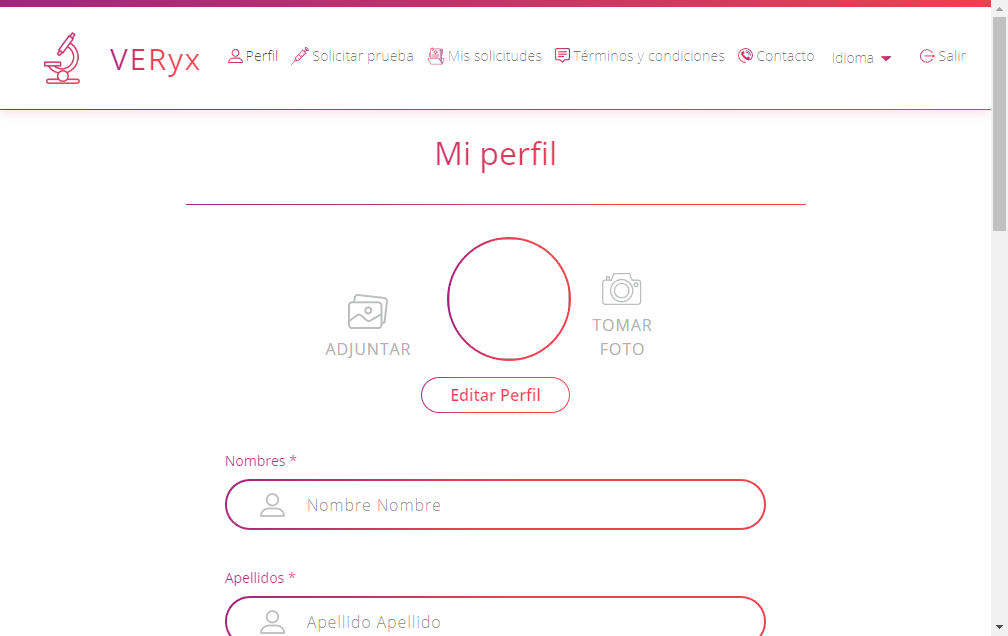 VERyx
Perfil
Solicitar prueba
Mis solicitudes
Términos y condiciones
Contacto
Idioma
Salir
Mi perfil
ADJUNTAR
TOMAR
FOTO
Editar Perfil
Nombres *
Nombre Nombre
Apellidos *
Apellido Apellido